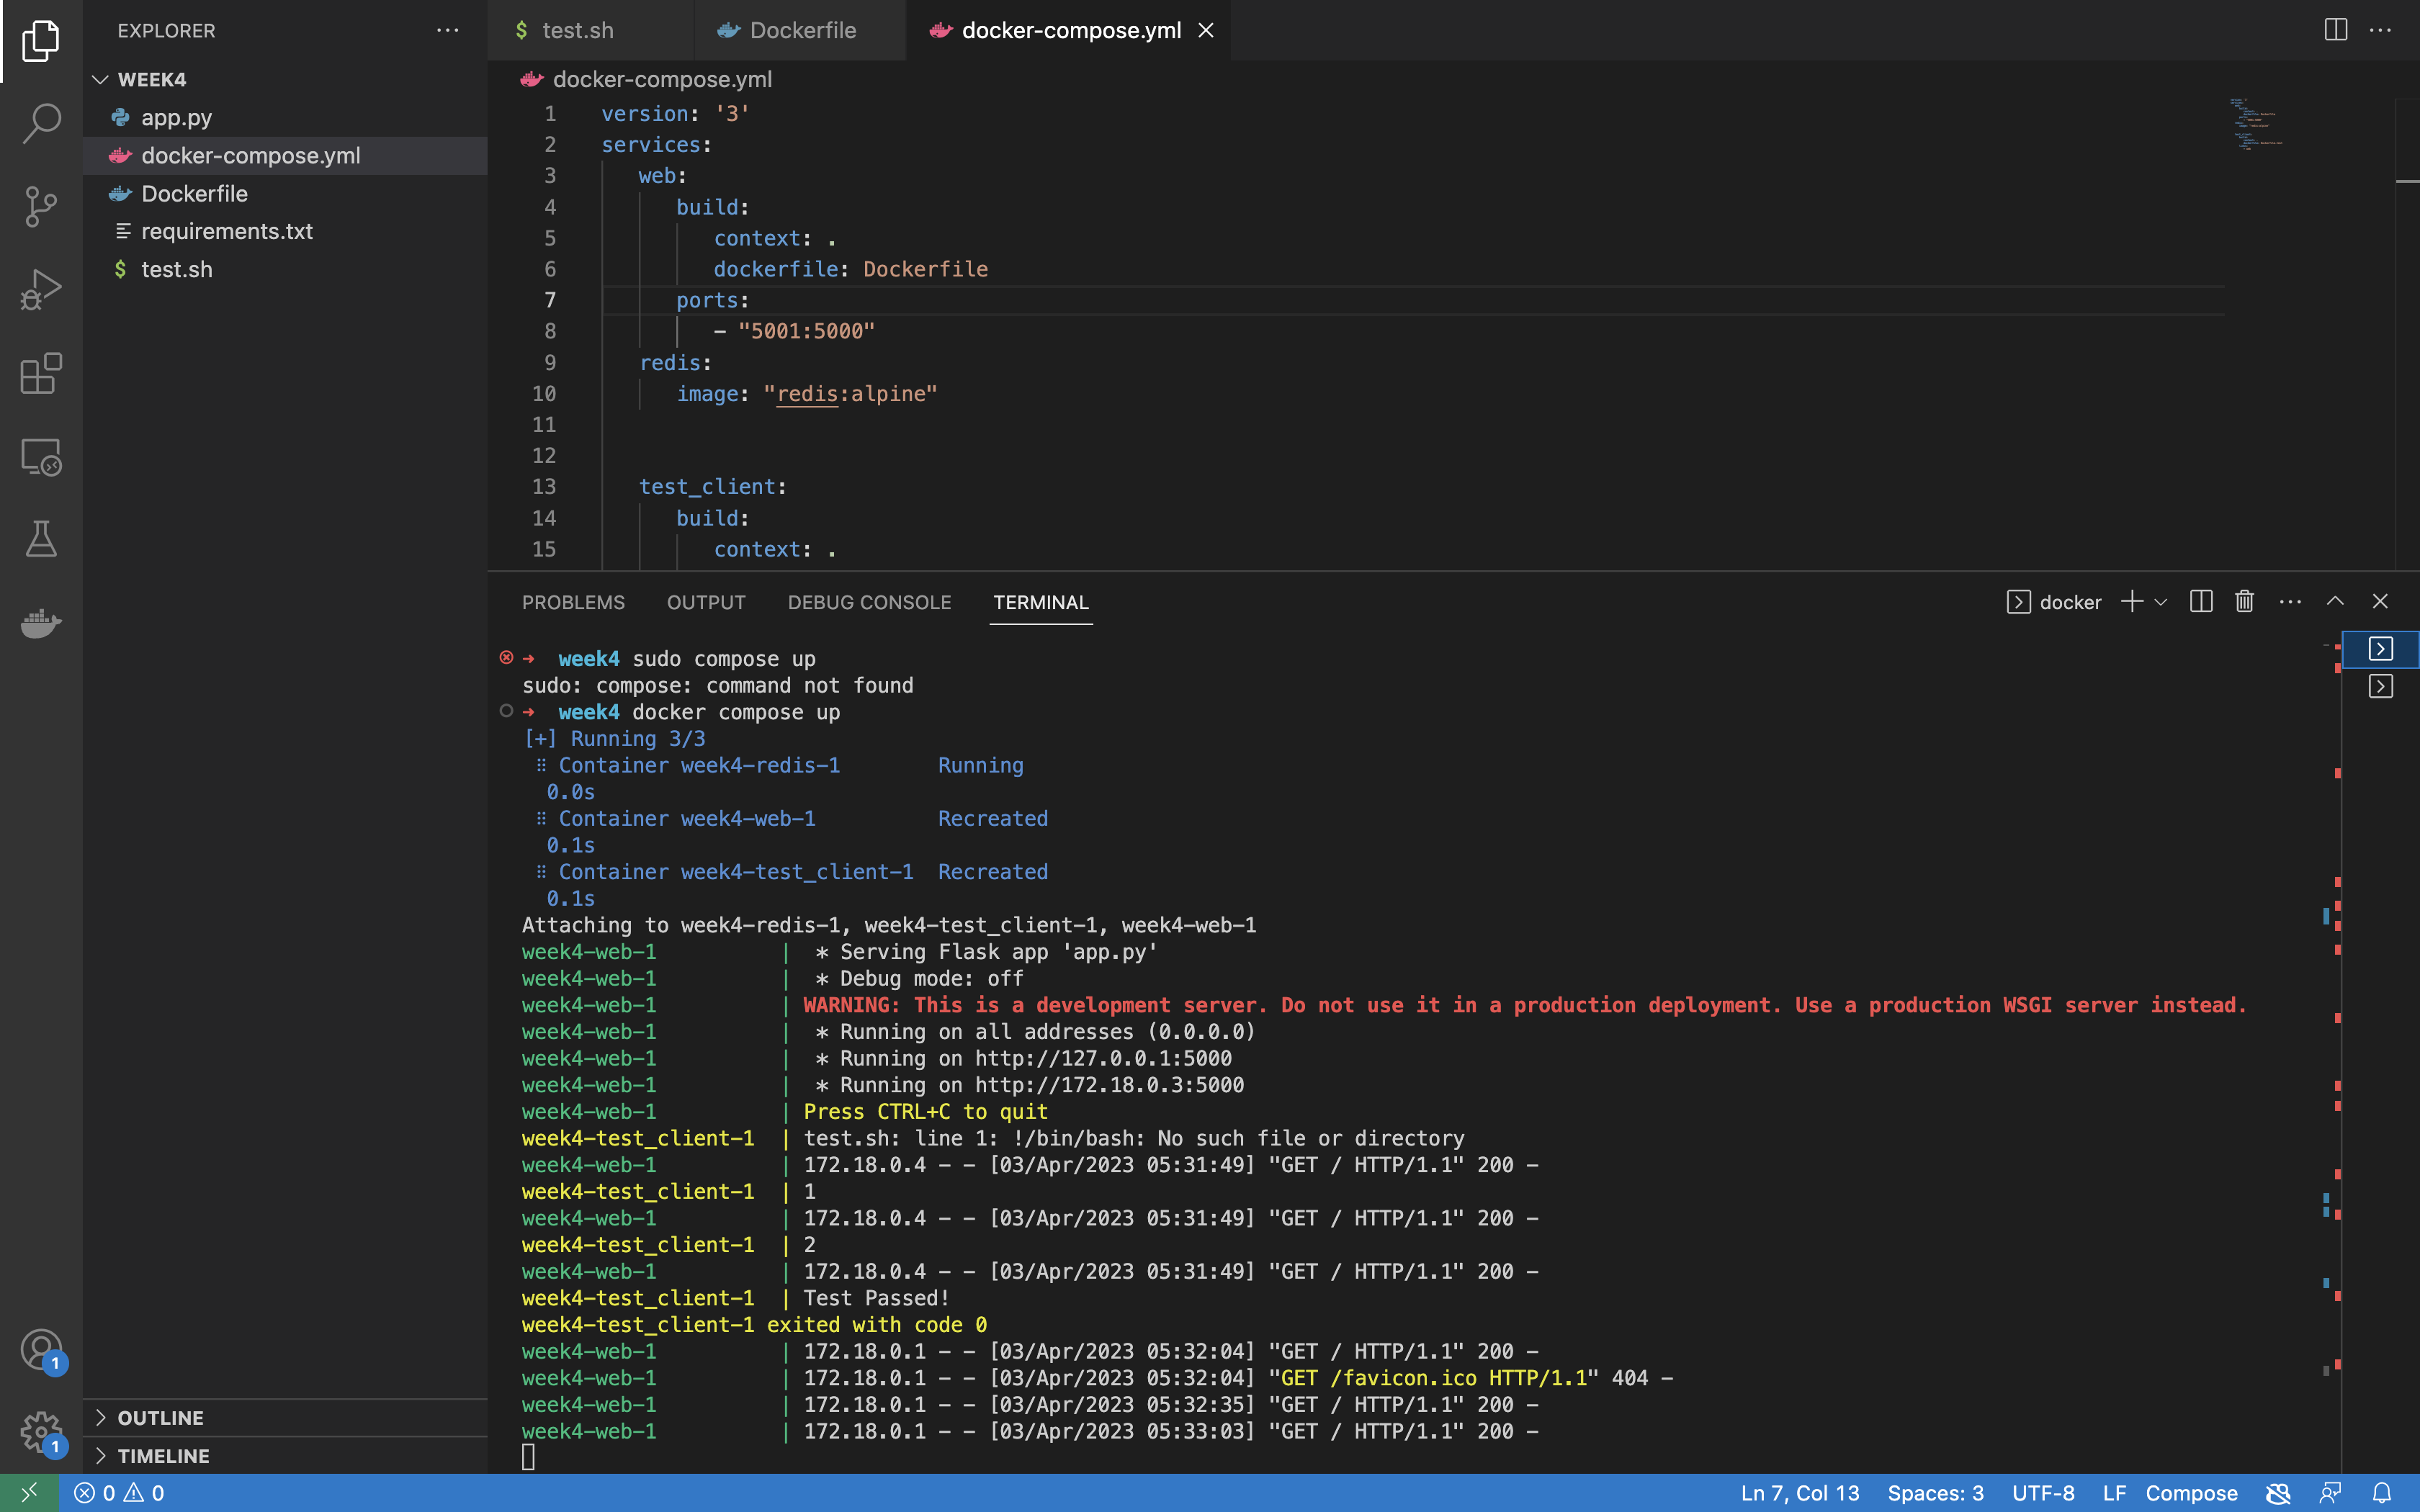 EXPLORER
WEEK4
app.py
docker-compose.yml
Dockerfile
requirements.txt
$ test.sh
OUTLINE
TIMELINE
1
1
$ test.sh
Dockerfile
docker-compose.yml
docker-compose.yml
1 version: '3'
2 services:
3 web:
4 build:
5 context: .
6 dockerfile: Dockerfile
7 ports:
8 - "5001:5000"
9 redis:
10 image: "redis:alpine"
11
12
13 test_client:
14 build:
15 context: .
PROBLEMS OUTPUT DEBUG CONSOLE TERMINAL
docker
→ week4 sudo compose up
sudo: compose: command not found
→ week4 docker compose up
[+] Running 3/3
⠿ Container week4-redis-1 Running
0.0s
⠿ Container week4-web-1 Recreated
0.1s
⠿ Container week4-test_client-1 Recreated
0.1s
Attaching to week4-redis-1, week4-test_client-1, week4-web-1
week4-web-1 | * Serving Flask app 'app.py'
week4-web-1 | * Debug mode: off
week4-web-1 | WARNING: This is a development server. Do not use it in a production deployment. Use a production WSGI server instead.
week4-web-1 | * Running on all addresses (0.0.0.0)
week4-web-1 | * Running on http://127.0.0.1:5000
week4-web-1 | * Running on http://172.18.0.3:5000
week4-web-1 | Press CTRL+C to quit
week4-test_client-1 | test.sh: line 1: !/bin/bash: No such file or directory
week4-web-1 | 172.18.0.4 - - [03/Apr/2023 05:31:49] "GET / HTTP/1.1" 200 -
week4-test_client-1 | 1
week4-web-1 | 172.18.0.4 - - [03/Apr/2023 05:31:49] "GET / HTTP/1.1" 200 -
week4-test_client-1 | 2
week4-web-1 | 172.18.0.4 - - [03/Apr/2023 05:31:49] "GET / HTTP/1.1" 200 -
week4-test_client-1 | Test Passed!
week4-test_client-1 exited with code 0
week4-web-1 | 172.18.0.1 - - [03/Apr/2023 05:32:04] "GET / HTTP/1.1" 200 -
week4-web-1 | 172.18.0.1 - - [03/Apr/2023 05:32:04] "GET /favicon.ico HTTP/1.1" 404 -
week4-web-1 | 172.18.0.1 - - [03/Apr/2023 05:32:35] "GET / HTTP/1.1" 200 -
week4-web-1 | 172.18.0.1 - - [03/Apr/2023 05:33:03] "GET / HTTP/1.1" 200 -
0 0 Ln 7, Col 13 Spaces: 3 UTF-8 LF Compose